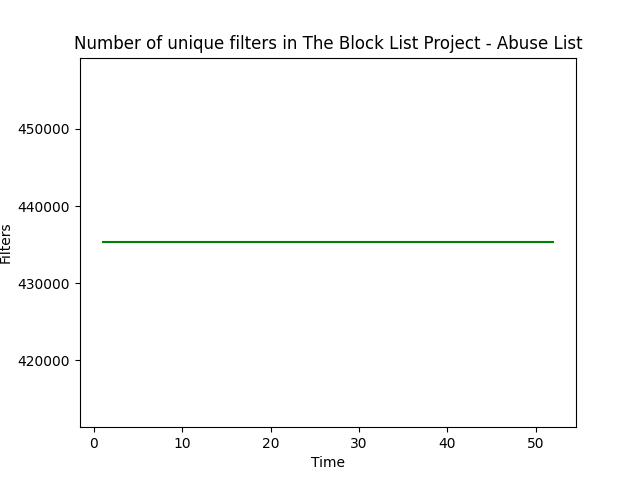 Number of unique filters in The Block List Project - Abuse List
450000
440000
430000
420000
Filters
0 10 20 30 40 50
Time